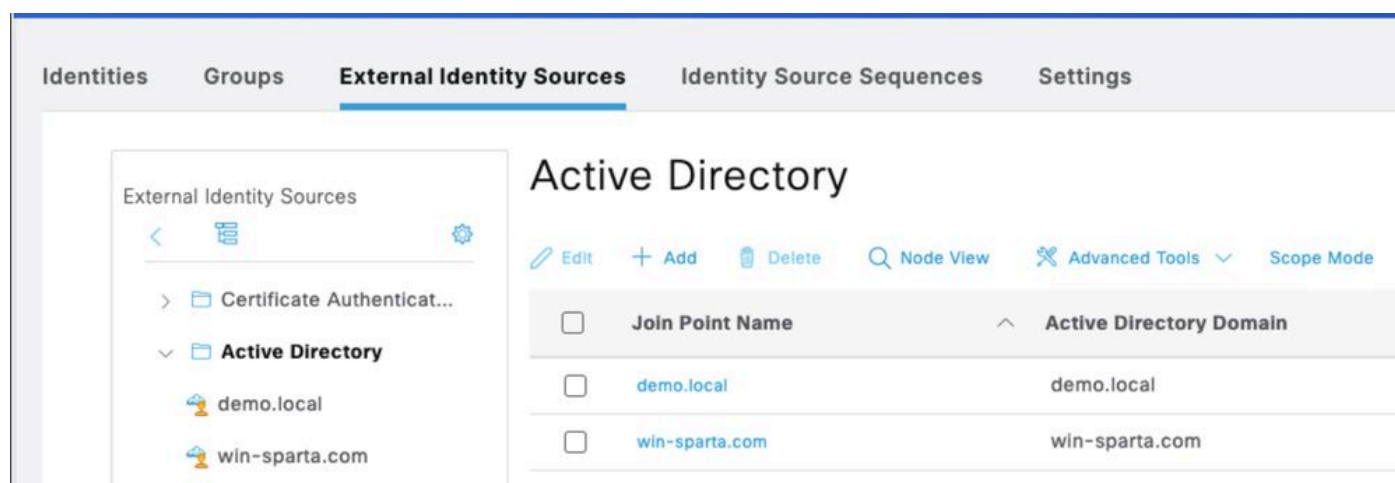 Identities Groups External Identity Sources Identity Source Sequences Settings
External Identity Sources
Certificate Authenticat...
Active Directory
demo.local
win-sparta.com
Active Directory
Edit Add Delete Node View Advanced Tools Scope Mode
Join Point Name Active Directory Domain
demo.local demo.local
win-sparta.com win-sparta.com